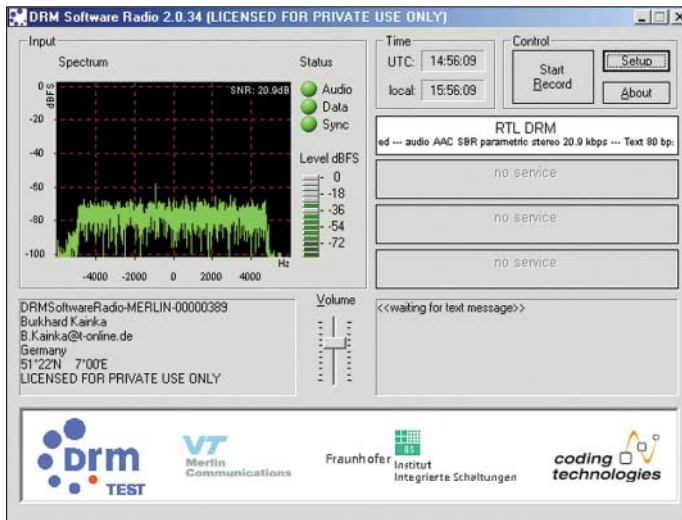 DRM Software Radio 2.0.34 (LICENSED FOR PRIVATE USE ONLY)
Input
Spectrum
SNR: 20.9dB
0
-20
-40
-60
-80
-100
dBFS
-4000 -2000 0 2000 4000
Hz
Status
Audio
Data
Sync
Level dBFS
0
-18
-36
-54
-72
Time
UTC: 14:56:09
local: 15:56:09
Control
Start Record
Setup
About
RTL DRM
ed --- audio AAC SBR parametric stereo 20.9 kbps --- Text 80 bp:
no service
no service
no service
DRMSoftwareRadio-MERLIN-00000389
Burkhard Kainka
B.Kainka@t-online.de
Germany
51°22'N 7°00'E
LICENSED FOR PRIVATE USE ONLY
Volume
<<waiting for text message>>
Drm
TEST
VT
Merlin
Communications
Fraunhofer
IIS
Institut
Integrierte Schaltungen
coding
technologies